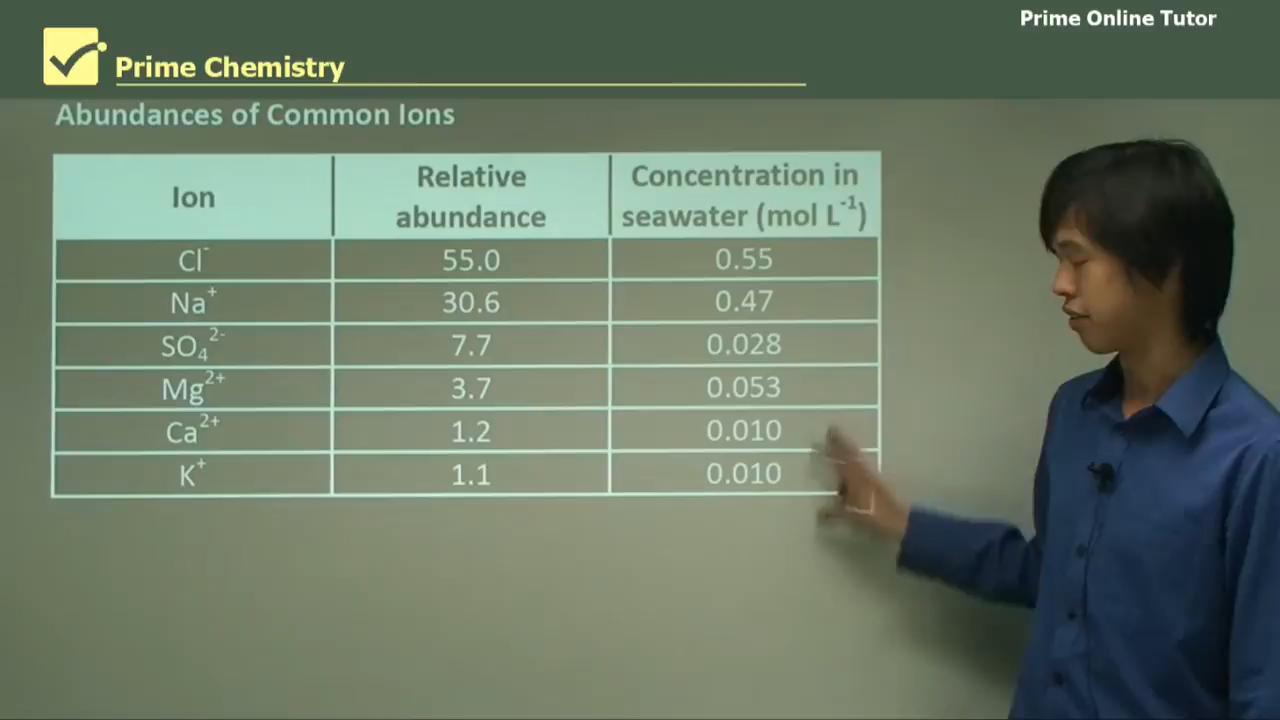 Prime Online Tutor
Prime Chemistry
Abundances of Common Ions
Ion
Relative
abundance
Concentration in
seawater (mol L⁻¹)
Cl⁻ 55.0 0.55
Na⁺ 30.6 0.47
SO₄²⁻ 7.7 0.028
Mg²⁺ 3.7 0.053
Ca²⁺ 1.2 0.010
K⁺ 1.1 0.010